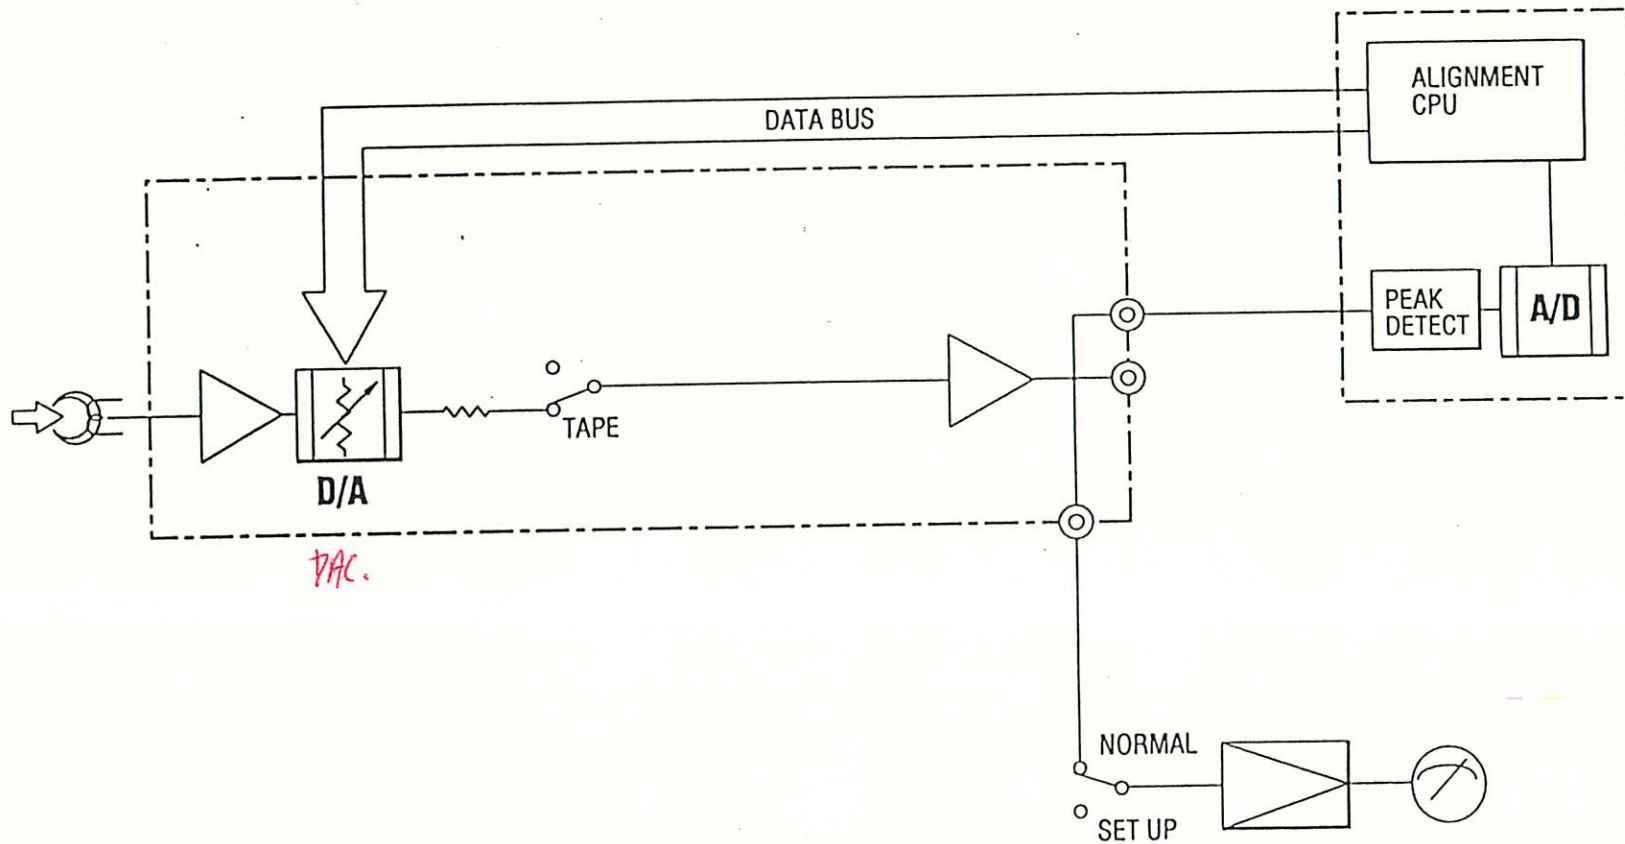 ALIGNMENT
CPU
DATA BUS
PEAK
DETECT
A/D
TAPE
D/A
DAC.
NORMAL
SET UP